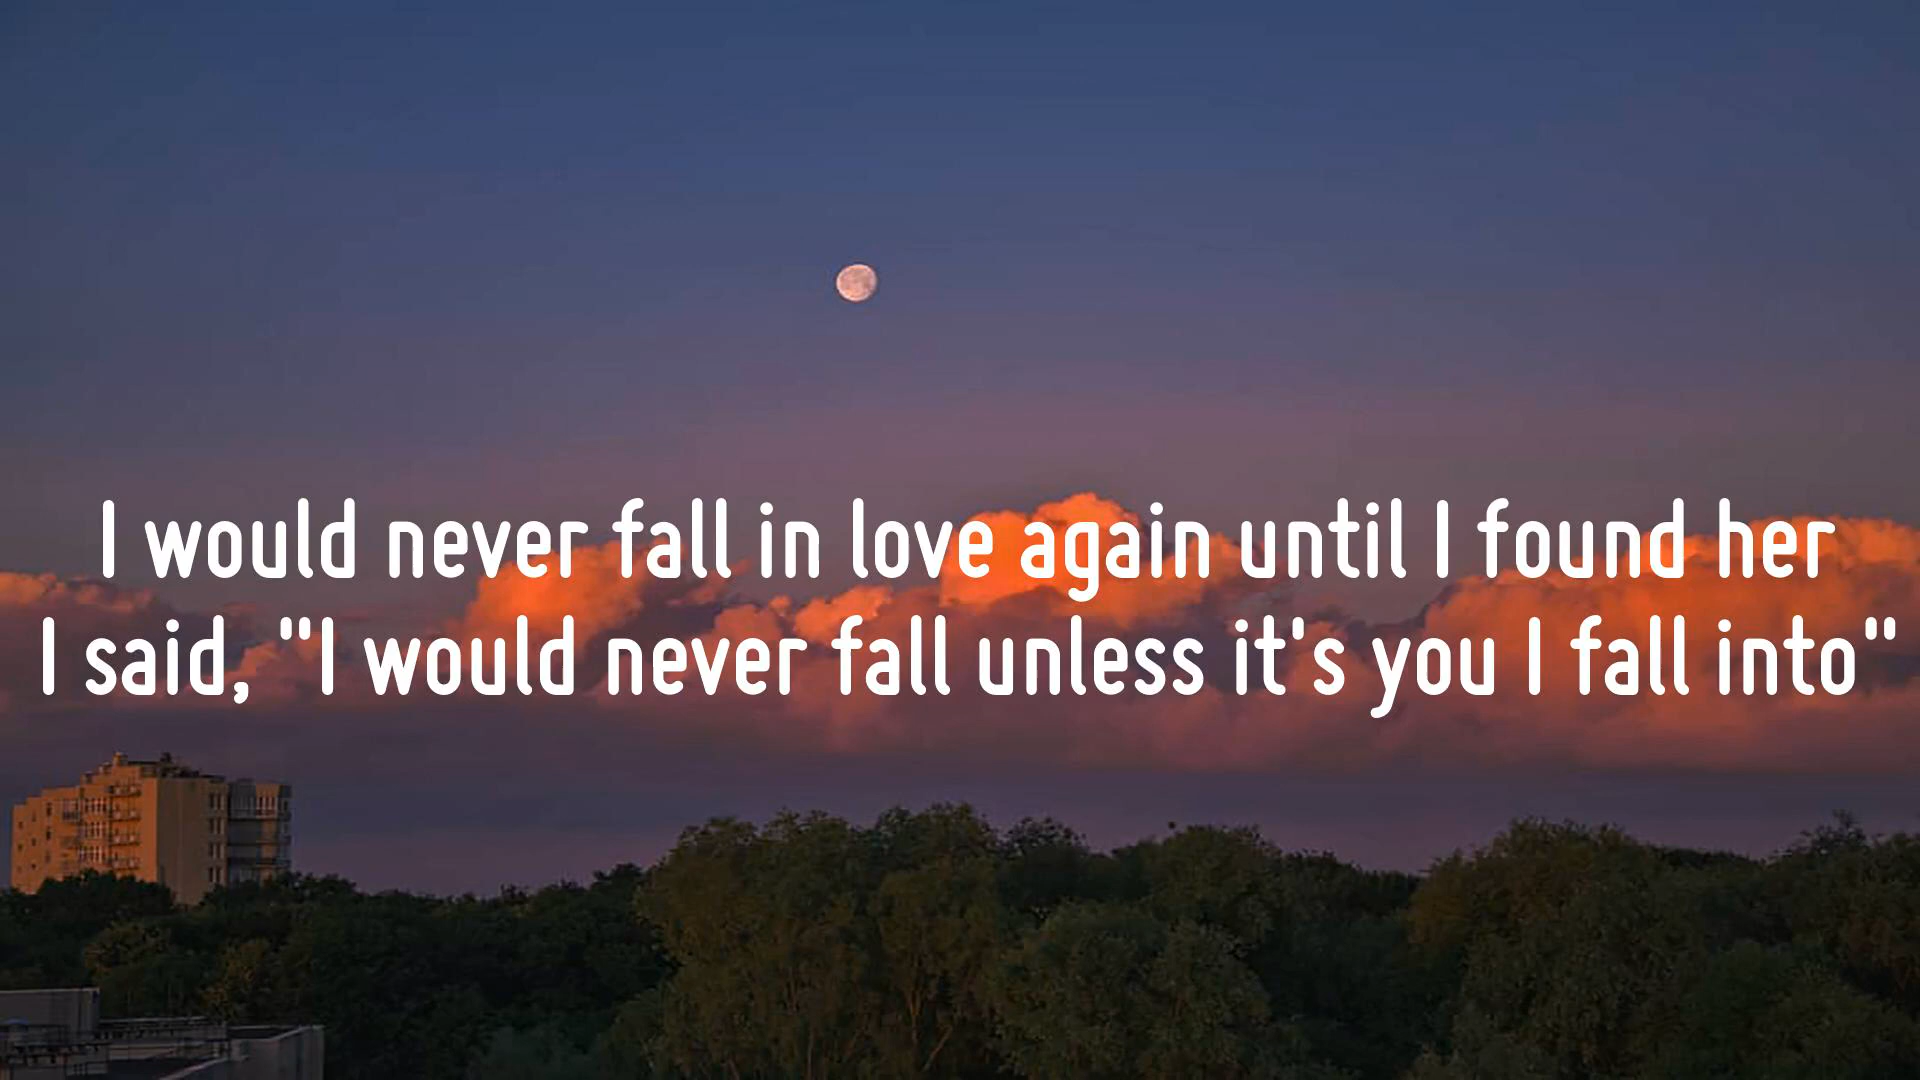 I would never fall in love again until I found her
I said, "I would never fall unless it's you I fall into"